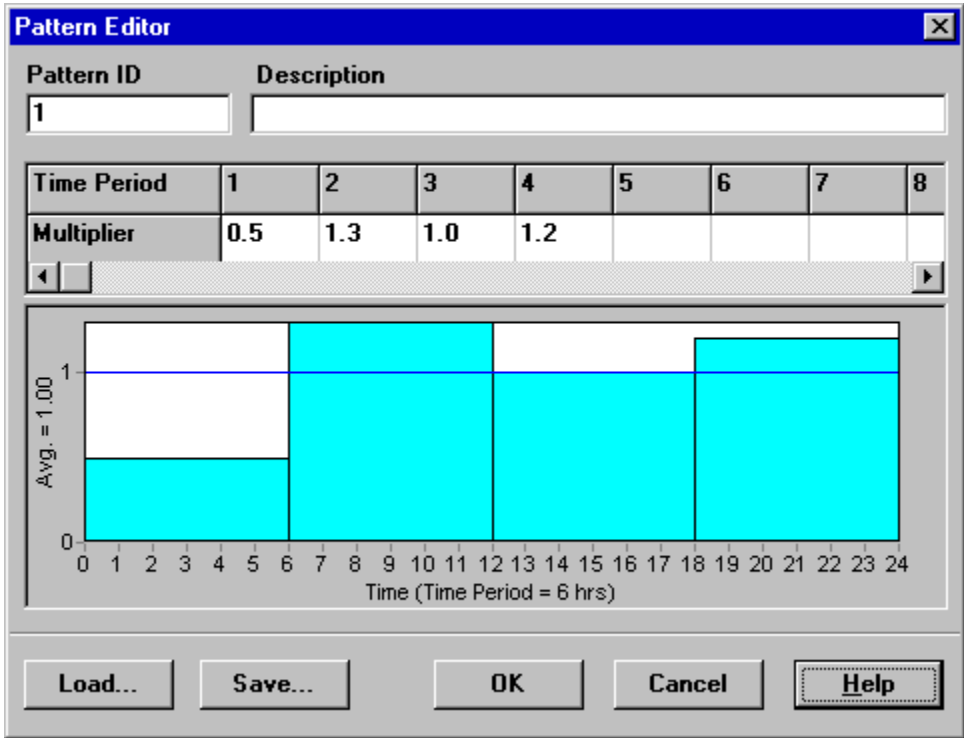 Pattern Editor
Pattern ID Description
1
Time Period 1 2 3 4 5 6 7 8
Multiplier 0.5 1.3 1.0 1.2
Avg. = 1.00
1
0
0 1 2 3 4 5 6 7 8 9 10 11 12 13 14 15 16 17 18 19 20 21 22 23 24
Time (Time Period = 6 hrs)
Load... Save... OK Cancel Help